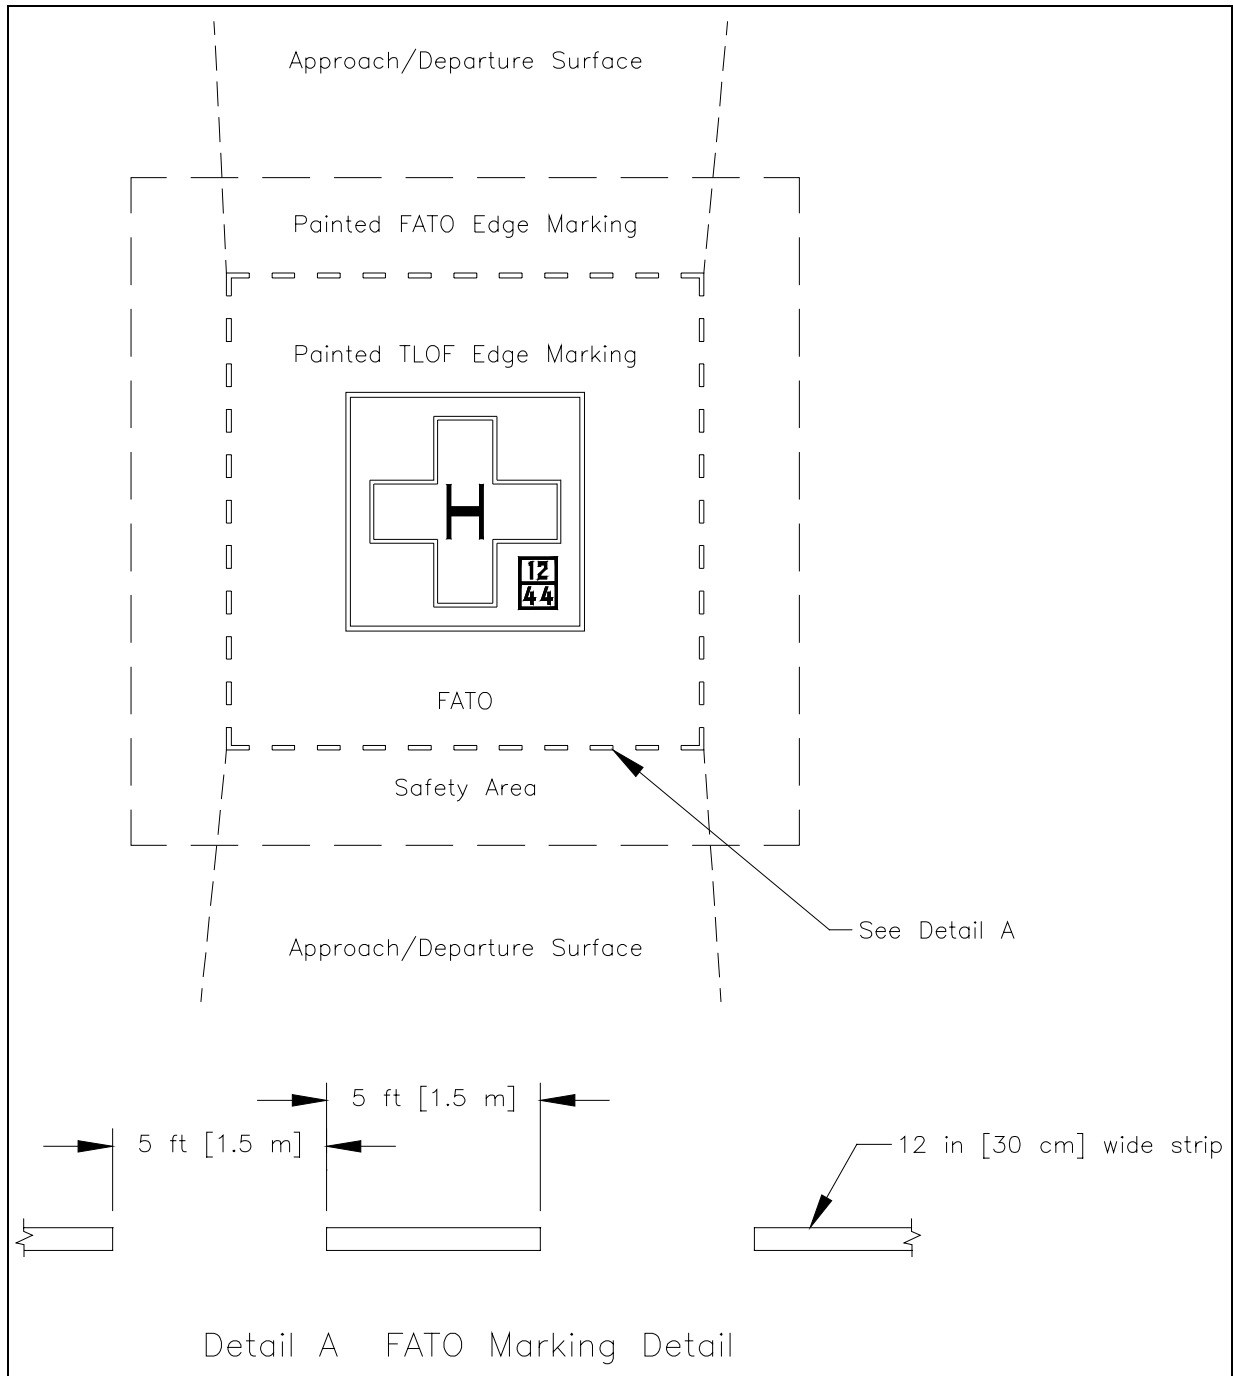 Approach/Departure Surface
Painted FATO Edge Marking
Painted TLOF Edge Marking
H
12
44
FATO
Safety Area
See Detail A
Approach/Departure Surface
5 ft [1.5 m]
5 ft [1.5 m]
12 in [30 cm] wide strip
Detail A FATO Marking Detail